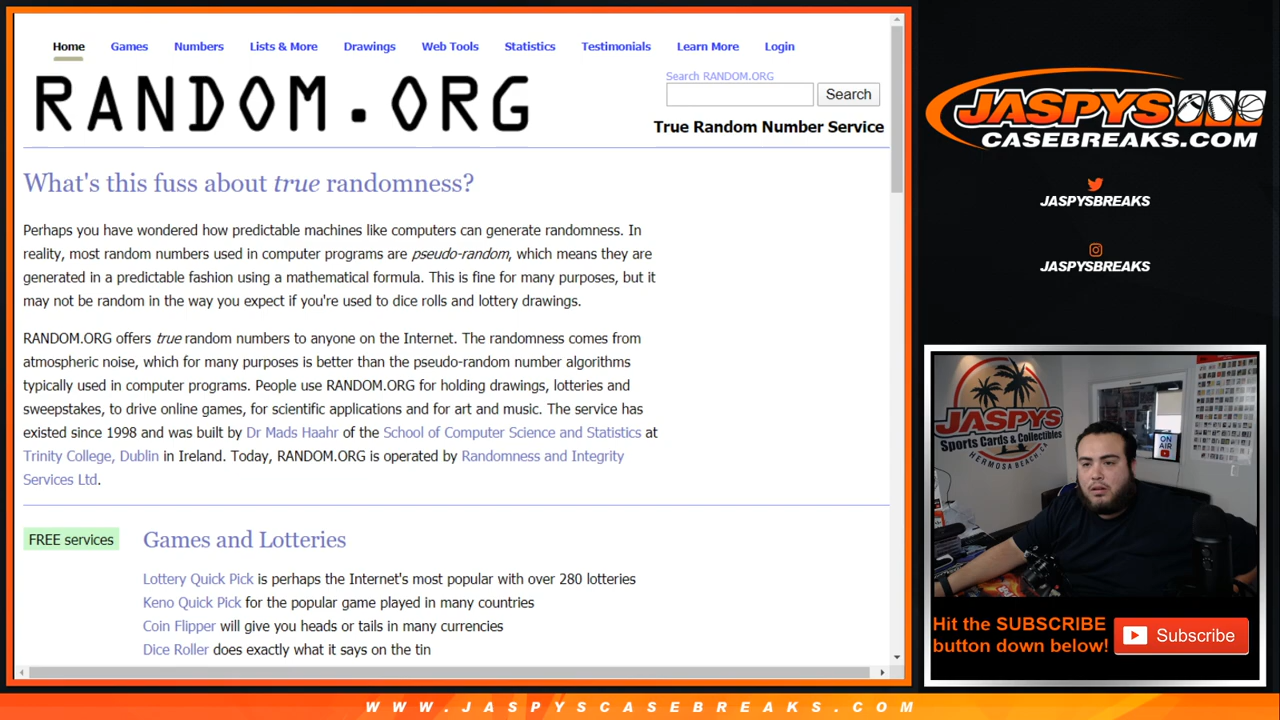 Home Games Numbers Lists & More Drawings Web Tools Statistics Testimonials Learn More Login
RANDOM.ORG
Search RANDOM.ORG
Search
True Random Number Service
What's this fuss about true randomness?
Perhaps you have wondered how predictable machines like computers can generate randomness. In
reality, most random numbers used in computer programs are pseudo-random, which means they are
generated in a predictable fashion using a mathematical formula. This is fine for many purposes, but it
may not be random in the way you expect if you're used to dice rolls and lottery drawings.
RANDOM.ORG offers true random numbers to anyone on the Internet. The randomness comes from
atmospheric noise, which for many purposes is better than the pseudo-random number algorithms
typically used in computer programs. People use RANDOM.ORG for holding drawings, lotteries and
sweepstakes, to drive online games, for scientific applications and for art and music. The service has
existed since 1998 and was built by Dr Mads Haahr of the School of Computer Science and Statistics at
Trinity College, Dublin in Ireland. Today, RANDOM.ORG is operated by Randomness and Integrity
Services Ltd.
FREE services
Games and Lotteries
Lottery Quick Pick is perhaps the Internet's most popular with over 280 lotteries
Keno Quick Pick for the popular game played in many countries
Coin Flipper will give you heads or tails in many currencies
Dice Roller does exactly what it says on the tin
JASPYS
CASEBREAKS.COM
JASPYSBREAKS
JASPYSBREAKS
JASPYS
Sports Cards & Collectibles
HERMOSA BEACH, CA
ON AIR
Hit the SUBSCRIBE
button down below!
Subscribe
WWW.JASPYSCASEBREAKS.COM